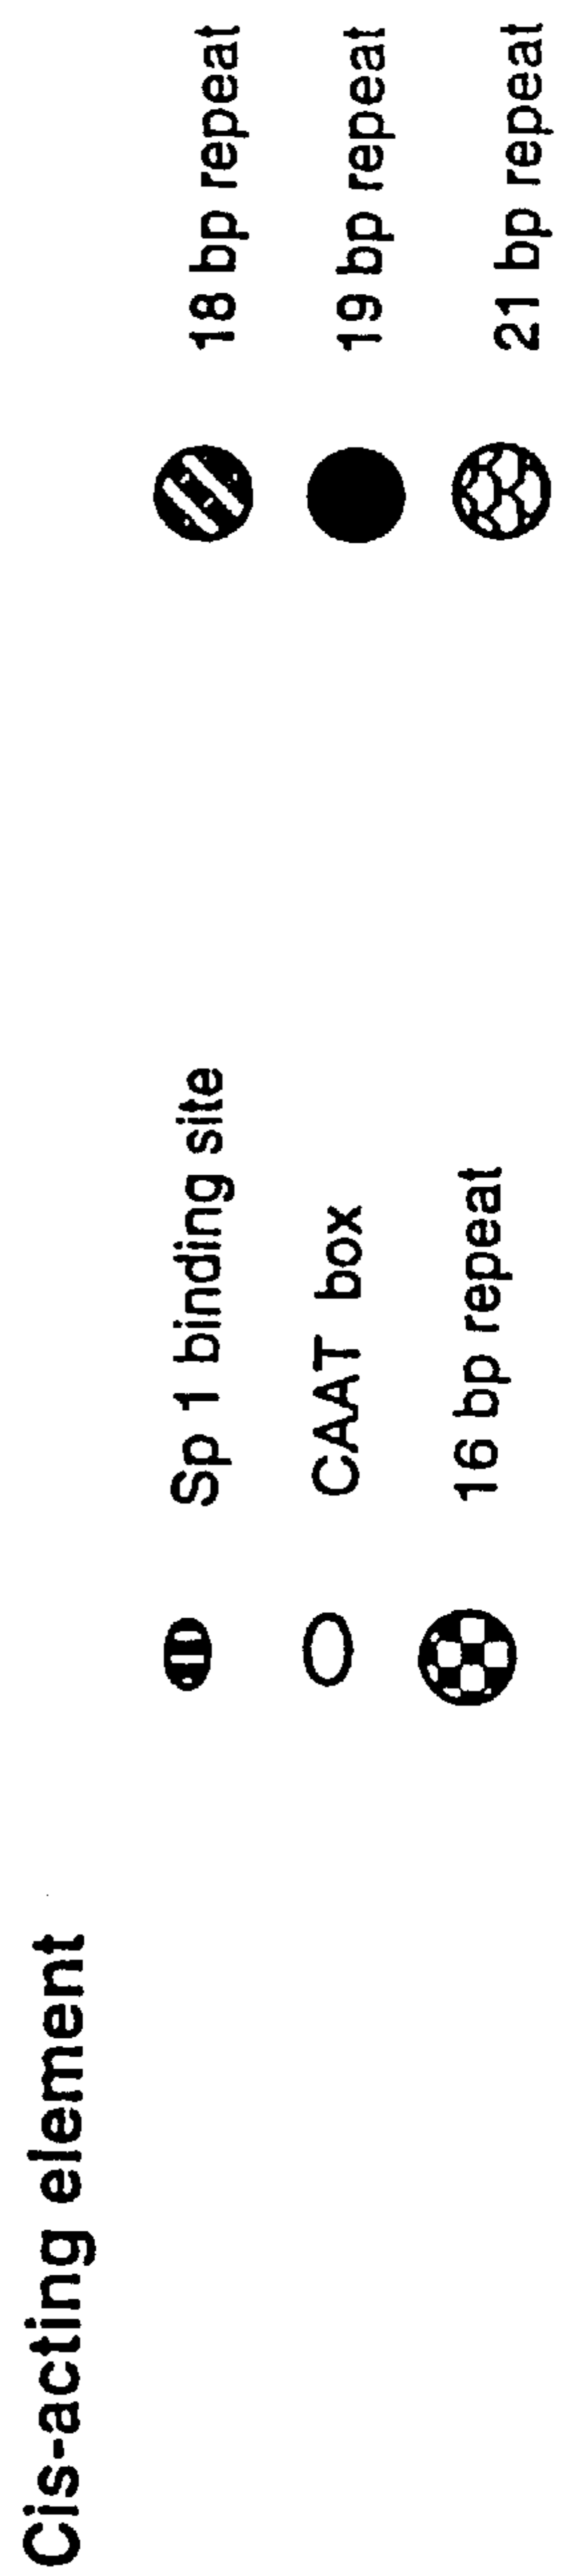 Cis-acting element
Sp 1 binding site
CAAT box
16 bp repeat
18 bp repeat
19 bp repeat
21 bp repeat